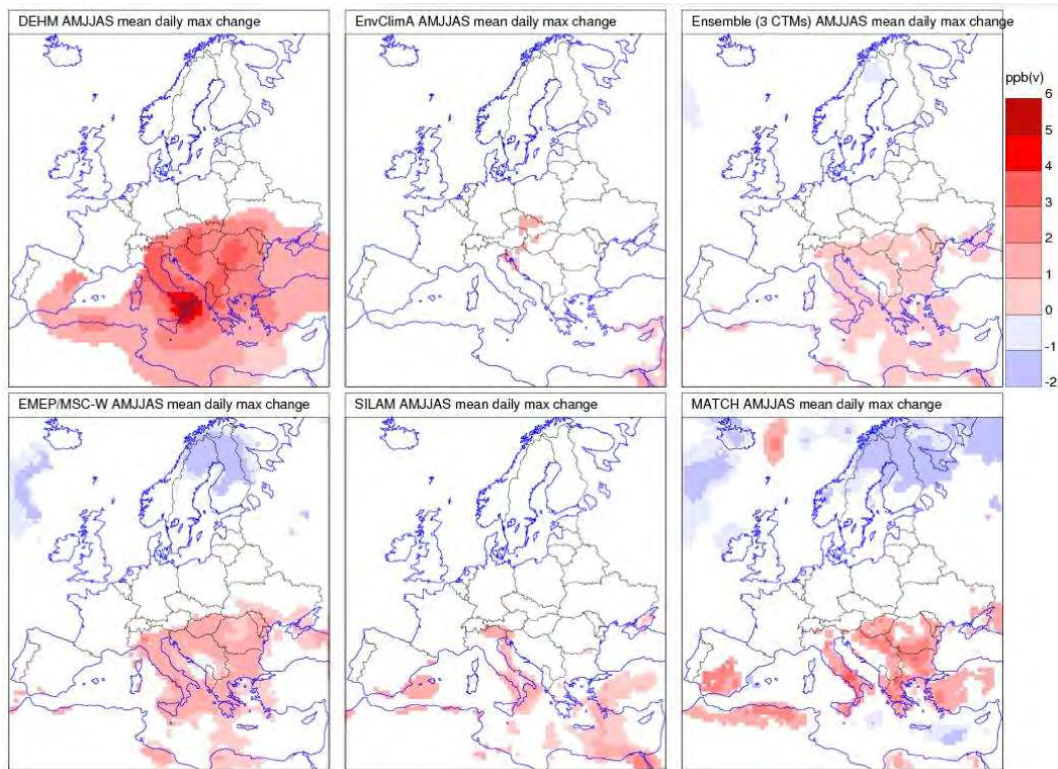 DEHM AMJJAS mean daily max change
EnvClimA AMJJAS mean daily max change
Ensemble (3 CTMs) AMJJAS mean daily max change
ppb(v)
6
5
4
3
2
1
0
-1
-2
EMEP/MSC-W AMJJAS mean daily max change
SILAM AMJJAS mean daily max change
MATCH AMJJAS mean daily max change